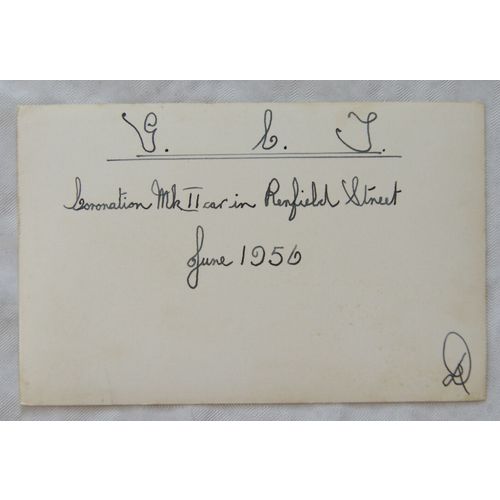 G. C. T.
Coronation Mk II car in Renfield Street
June 1956